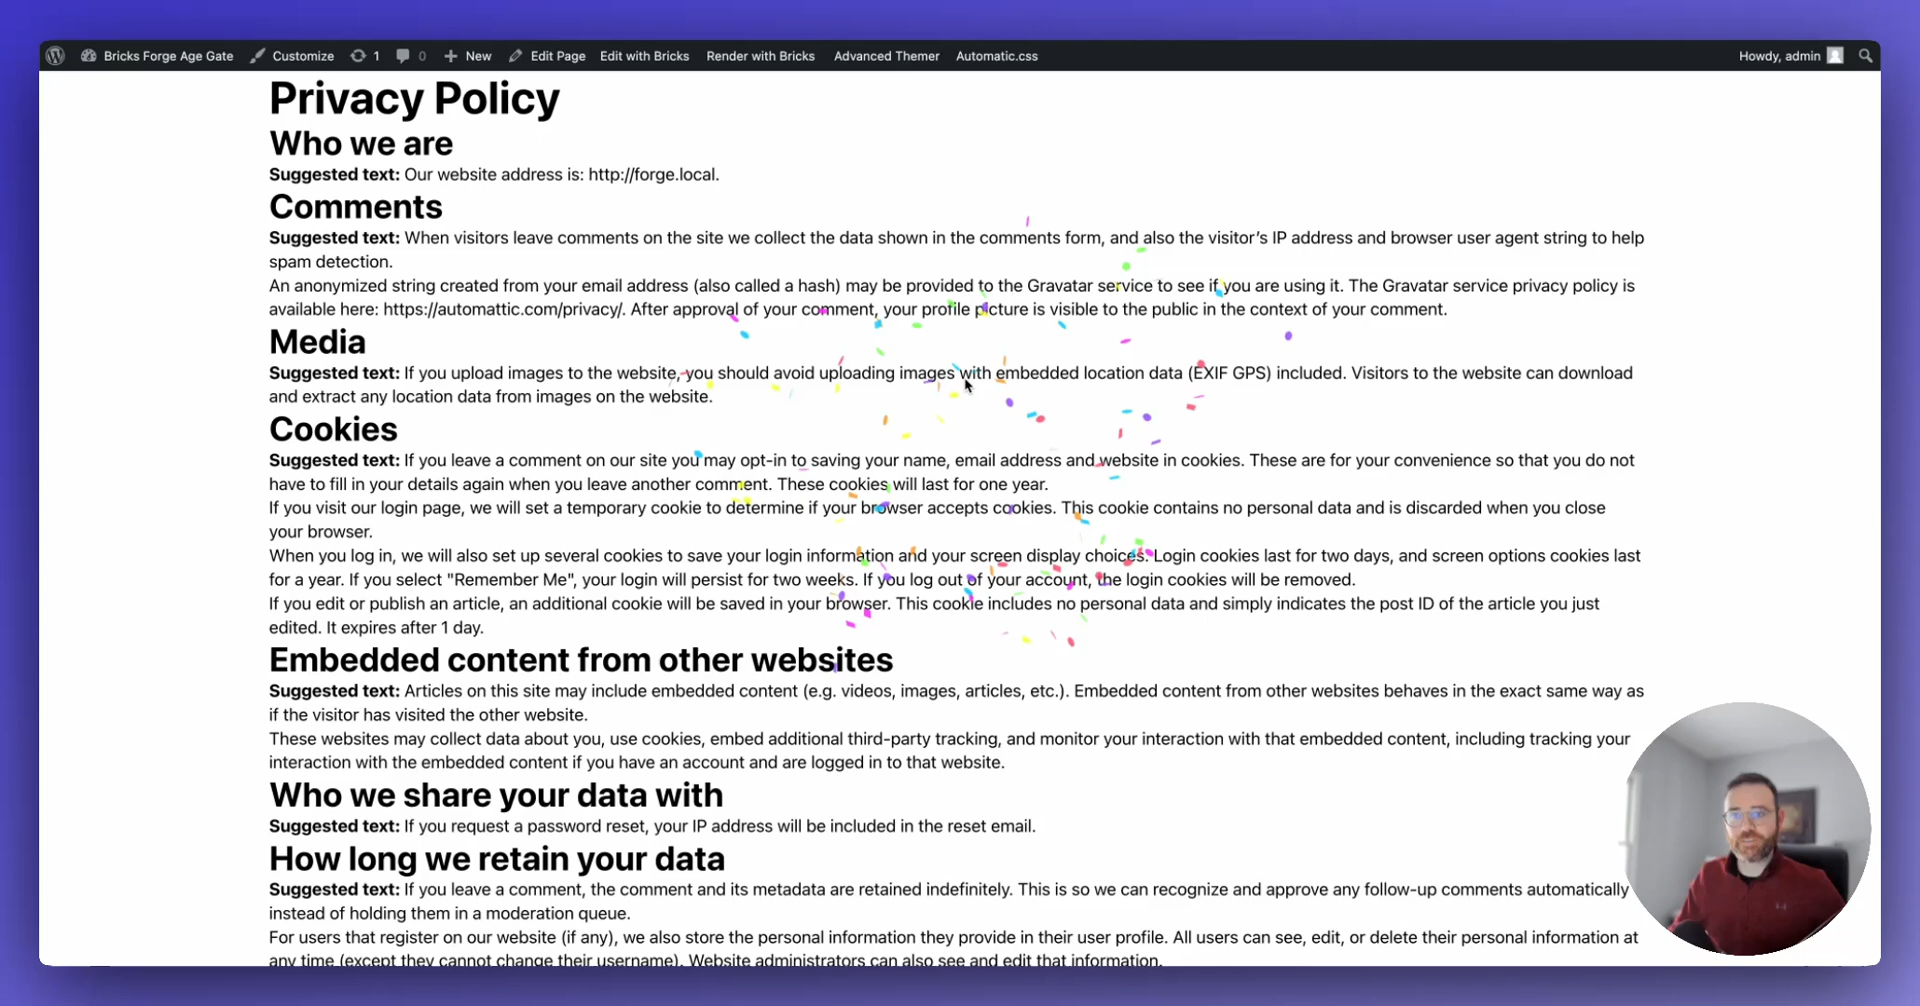 Bricks Forge Age Gate Customize 1 0 New Edit Page Edit with Bricks Render with Bricks Advanced Themer Automatic.css Howdy, admin
Privacy Policy
Who we are
Suggested text: Our website address is: http://forge.local.
Comments
Suggested text: When visitors leave comments on the site we collect the data shown in the comments form, and also the visitor’s IP address and browser user agent string to help
spam detection.
An anonymized string created from your email address (also called a hash) may be provided to the Gravatar service to see if you are using it. The Gravatar service privacy policy is
available here: https://automattic.com/privacy/. After approval of your comment, your profile picture is visible to the public in the context of your comment.
Media
Suggested text: If you upload images to the website, you should avoid uploading images with embedded location data (EXIF GPS) included. Visitors to the website can download
and extract any location data from images on the website.
Cookies
Suggested text: If you leave a comment on our site you may opt-in to saving your name, email address and website in cookies. These are for your convenience so that you do not
have to fill in your details again when you leave another comment. These cookies will last for one year.
If you visit our login page, we will set a temporary cookie to determine if your browser accepts cookies. This cookie contains no personal data and is discarded when you close
your browser.
When you log in, we will also set up several cookies to save your login information and your screen display choices. Login cookies last for two days, and screen options cookies last
for a year. If you select "Remember Me", your login will persist for two weeks. If you log out of your account, the login cookies will be removed.
If you edit or publish an article, an additional cookie will be saved in your browser. This cookie includes no personal data and simply indicates the post ID of the article you just
edited. It expires after 1 day.
Embedded content from other websites
Suggested text: Articles on this site may include embedded content (e.g. videos, images, articles, etc.). Embedded content from other websites behaves in the exact same way as
if the visitor has visited the other website.
These websites may collect data about you, use cookies, embed additional third-party tracking, and monitor your interaction with that embedded content, including tracking your
interaction with the embedded content if you have an account and are logged in to that website.
Who we share your data with
Suggested text: If you request a password reset, your IP address will be included in the reset email.
How long we retain your data
Suggested text: If you leave a comment, the comment and its metadata are retained indefinitely. This is so we can recognize and approve any follow-up comments automatically
instead of holding them in a moderation queue.
For users that register on our website (if any), we also store the personal information they provide in their user profile. All users can see, edit, or delete their personal information at
any time (except they cannot change their username). Website administrators can also see and edit that information.